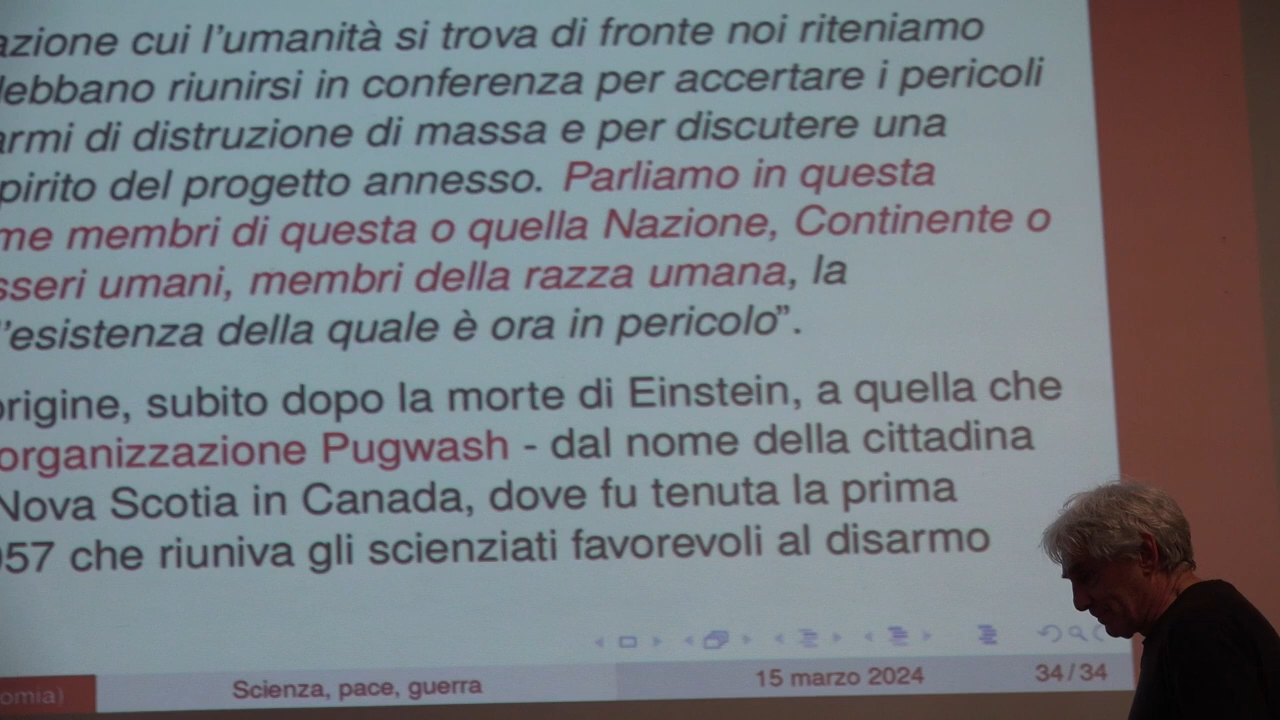 azione cui l'umanità si trova di fronte noi riteniamo
debbano riunirsi in conferenza per accertare i pericoli
armi di distruzione di massa e per discutere una
pirito del progetto annesso. Parliamo in questa
me membri di questa o quella Nazione, Continente o
sseri umani, membri della razza umana, la
l'esistenza della quale è ora in pericolo”.
origine, subito dopo la morte di Einstein, a quella che
organizzazione Pugwash - dal nome della cittadina
Nova Scotia in Canada, dove fu tenuta la prima
957 che riuniva gli scienziati favorevoli al disarmo
omia) Scienza, pace, guerra 15 marzo 2024 34/34